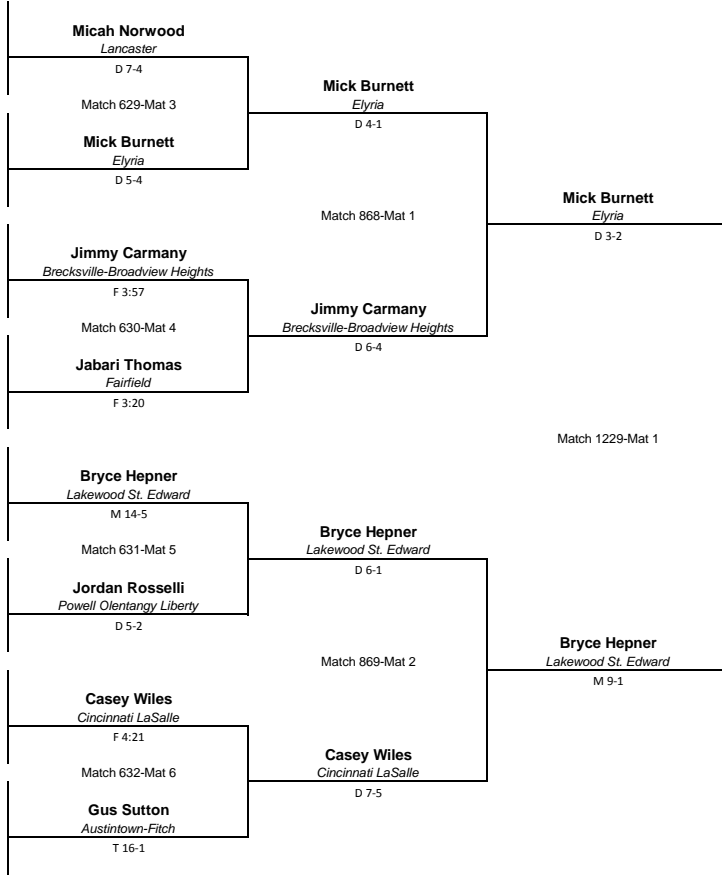 Micah Norwood
Lancaster
D 7-4
Match 629-Mat 3
Mick Burnett
Elyria
D 5-4
Jimmy Carmany
Brecksville-Broadview Heights
F 3:57
Match 630-Mat 4
Jabari Thomas
Fairfield
F 3:20
Bryce Hepner
Lakewood St. Edward
M 14-5
Match 631-Mat 5
Jordan Rosselli
Powell Olentangy Liberty
D 5-2
Casey Wiles
Cincinnati LaSalle
F 4:21
Match 632-Mat 6
Gus Sutton
Austintown-Fitch
T 16-1
Mick Burnett
Elyria
D 4-1
Match 868-Mat 1
Jimmy Carmany
Brecksville-Broadview Heights
D 6-4
Bryce Hepner
Lakewood St. Edward
D 6-1
Match 869-Mat 2
Casey Wiles
Cincinnati LaSalle
D 7-5
Mick Burnett
Elyria
D 3-2
Match 1229-Mat 1
Bryce Hepner
Lakewood St. Edward
M 9-1